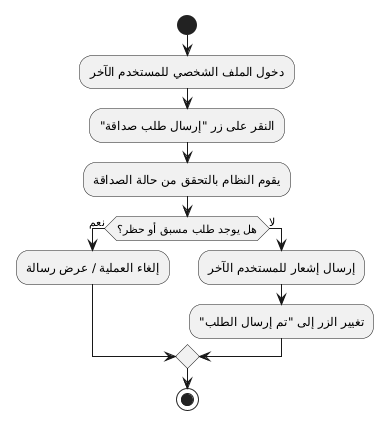 دخول الملف الشخصي للمستخدم الآخر
النقر على زر "إرسال طلب صداقة"
يقوم النظام بالتحقق من حالة الصداقة
هل يوجد طلب مسبق أو حظر؟
نعم
لا
إلغاء العملية / عرض رسالة
إرسال إشعار للمستخدم الآخر
تغيير الزر إلى "تم إرسال الطلب"